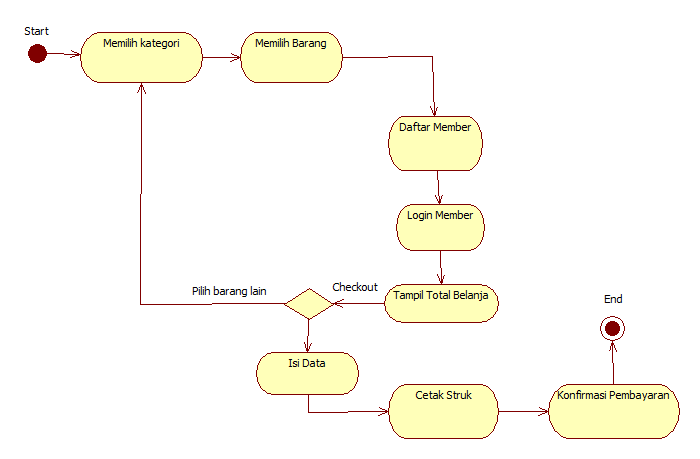 Start
Memilih kategori
Memilih Barang
Daftar Member
Login Member
Pilih barang lain
Checkout
Tampil Total Belanja
End
Isi Data
Cetak Struk
Konfirmasi Pembayaran